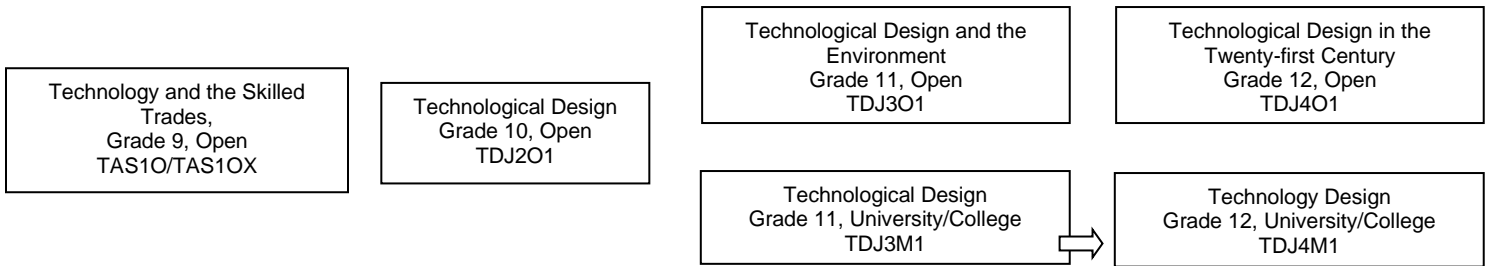 Technology and the Skilled
Trades,
Grade 9, Open
TAS1O/TAS1OX
Technological Design
Grade 10, Open
TDJ2O1
Technological Design and the
Environment
Grade 11, Open
TDJ3O1
Technological Design in the
Twenty-first Century
Grade 12, Open
TDJ4O1
Technological Design
Grade 11, University/College
TDJ3M1
Technology Design
Grade 12, University/College
TDJ4M1